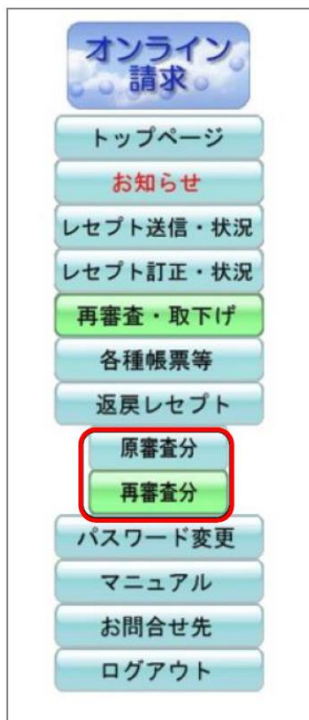 オンライン
請求
トップページ
お知らせ
レセプト送信・状況
レセプト訂正・状況
再審査・取下げ
各種帳票等
返戻レセプト
原審査分
再審査分
パスワード変更
マニュアル
お問合せ先
ログアウト